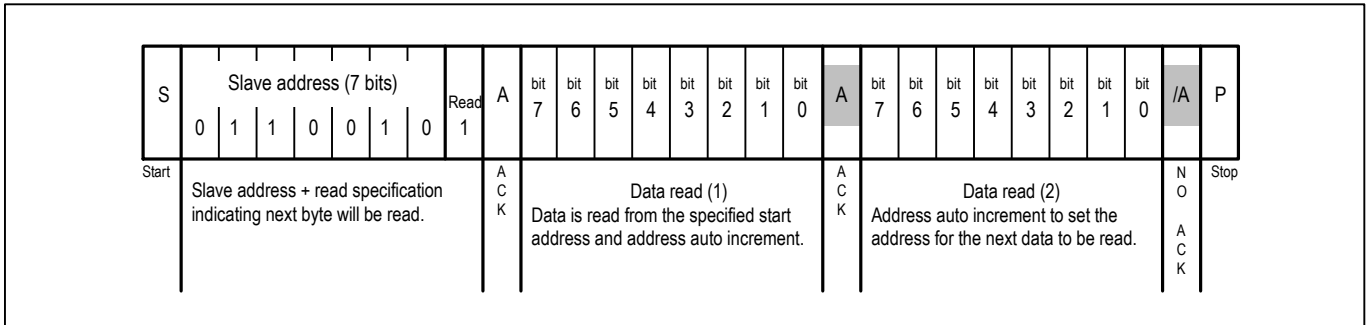 S
Slave address (7 bits)
0 1 1 0 0 1 0
Read
1
A
bit bit bit bit bit bit bit bit
7 6 5 4 3 2 1 0
A
bit bit bit bit bit bit bit bit
7 6 5 4 3 2 1 0
/A
P
Start
Slave address + read specification
indicating next byte will be read.
A
C
K
Data read (1)
Data is read from the specified start
address and address auto increment.
A
C
K
Data read (2)
Address auto increment to set the
address for the next data to be read.
N
O
A
C
K
Stop